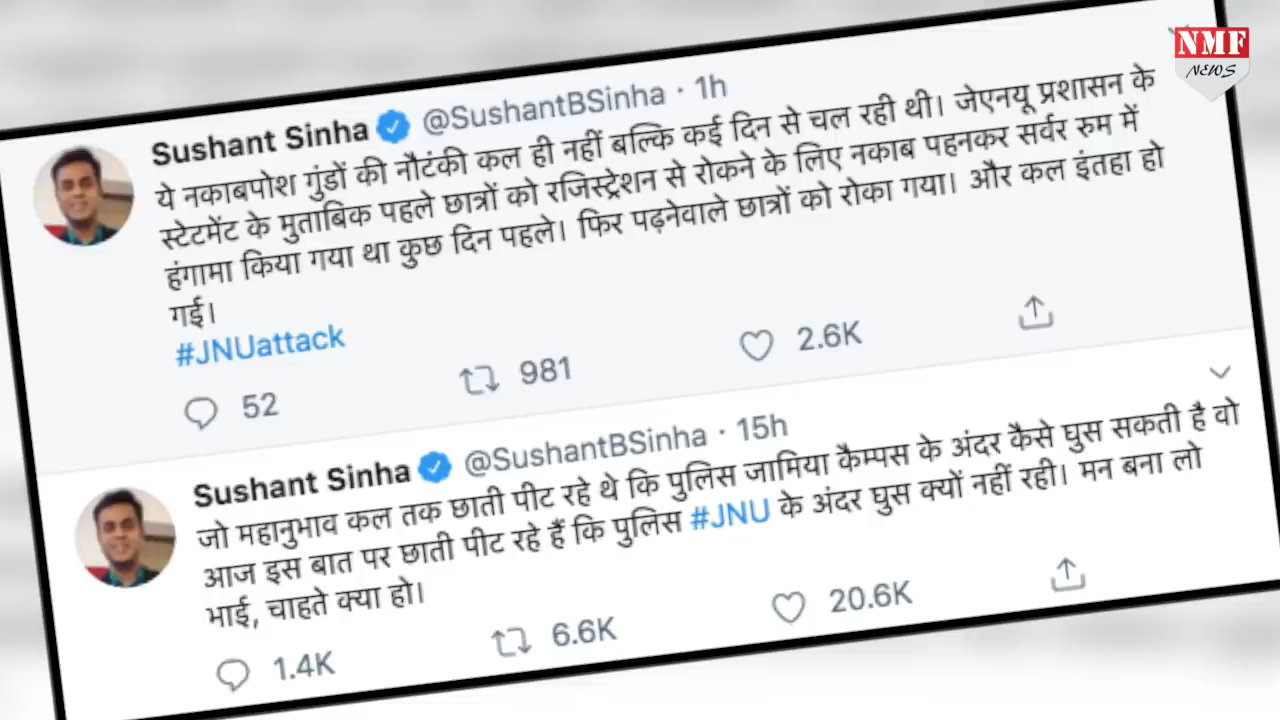 NMF
NEWS
Sushant Sinha @SushantBSinha · 1h
ये नकाबपोश गुंडों की नौटंकी कल ही नहीं बल्कि कई दिन से चल रही थी। जेएनयू प्रशासन के
स्टेटमेंट के मुताबिक पहले छात्रों को रजिस्ट्रेशन से रोकने के लिए नकाब पहनकर सर्वर रुम में
हंगामा किया गया था कुछ दिन पहले। फिर पढ़नेवाले छात्रों को रोका गया। और कल इंतहा हो
गई।
#JNUattack
52 981 2.6K
Sushant Sinha @SushantBSinha · 15h
जो महानुभाव कल तक छाती पीट रहे थे कि पुलिस जामिया कैम्पस के अंदर कैसे घुस सकती है वो
आज इस बात पर छाती पीट रहे हैं कि पुलिस #JNU के अंदर घुस क्यों नहीं रही। मन बना लो
भाई, चाहते क्या हो।
1.4K 6.6K 20.6K